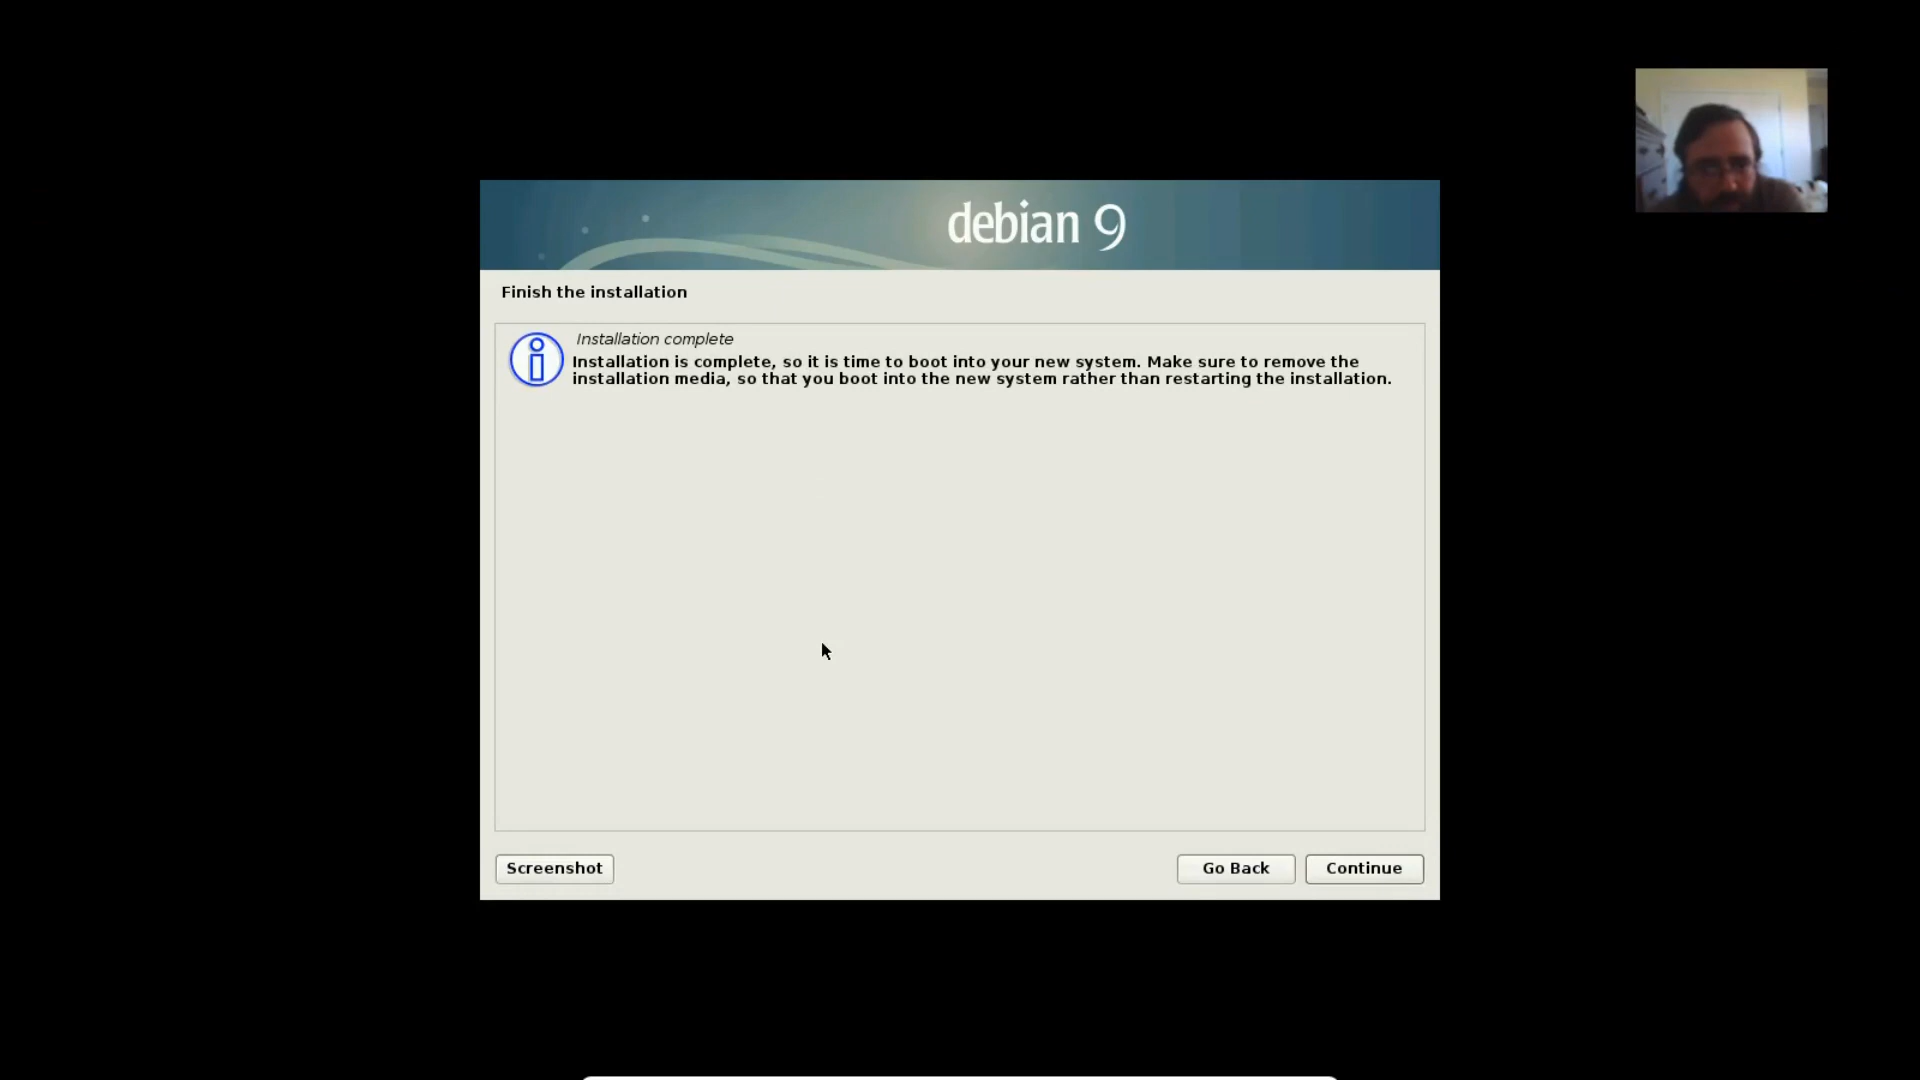 debian 9
Finish the installation
Installation complete
Installation is complete, so it is time to boot into your new system. Make sure to remove the
installation media, so that you boot into the new system rather than restarting the installation.
Screenshot
Go Back
Continue